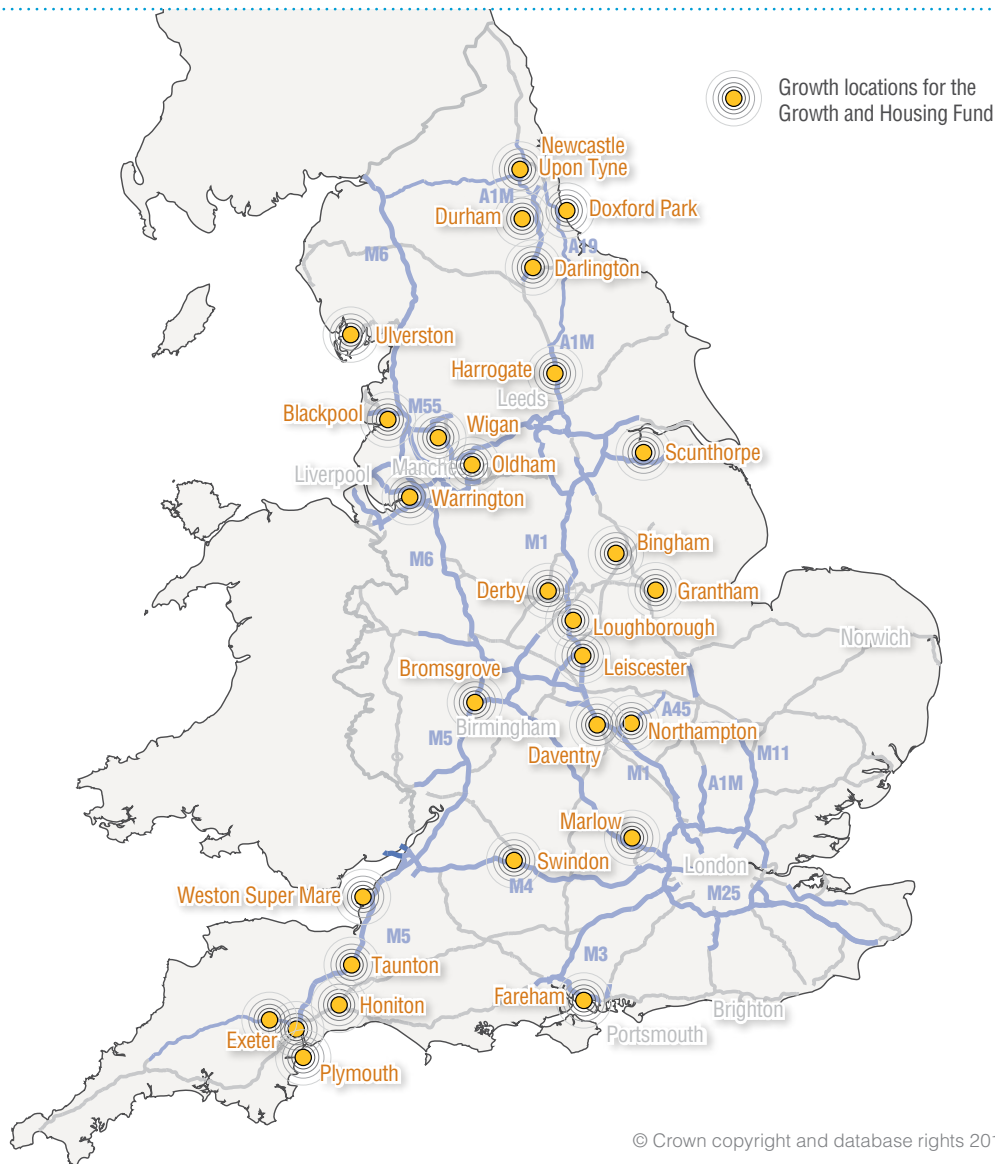 Growth locations for the
Growth and Housing Fund
Newcastle
Upon Tyne
A1M
Durham
Doxford Park
M6
A19
Darlington
Ulverston
A1M
Harrogate
Leeds
Blackpool
M55
Wigan
Scunthorpe
Liverpool
Manche
Oldham
Warrington
M1
Bingham
M6
Derby
Grantham
Loughborough
Norwich
Bromsgrove
Leiscester
A45
Birmingham
Northampton
M5
Daventry
M11
M1
A1M
Marlow
Swindon
London
M4
Weston Super Mare
M25
M5
M3
Taunton
Fareham
Honiton
Brighton
Portsmouth
Exeter
Plymouth
© Crown copyright and database rights 20